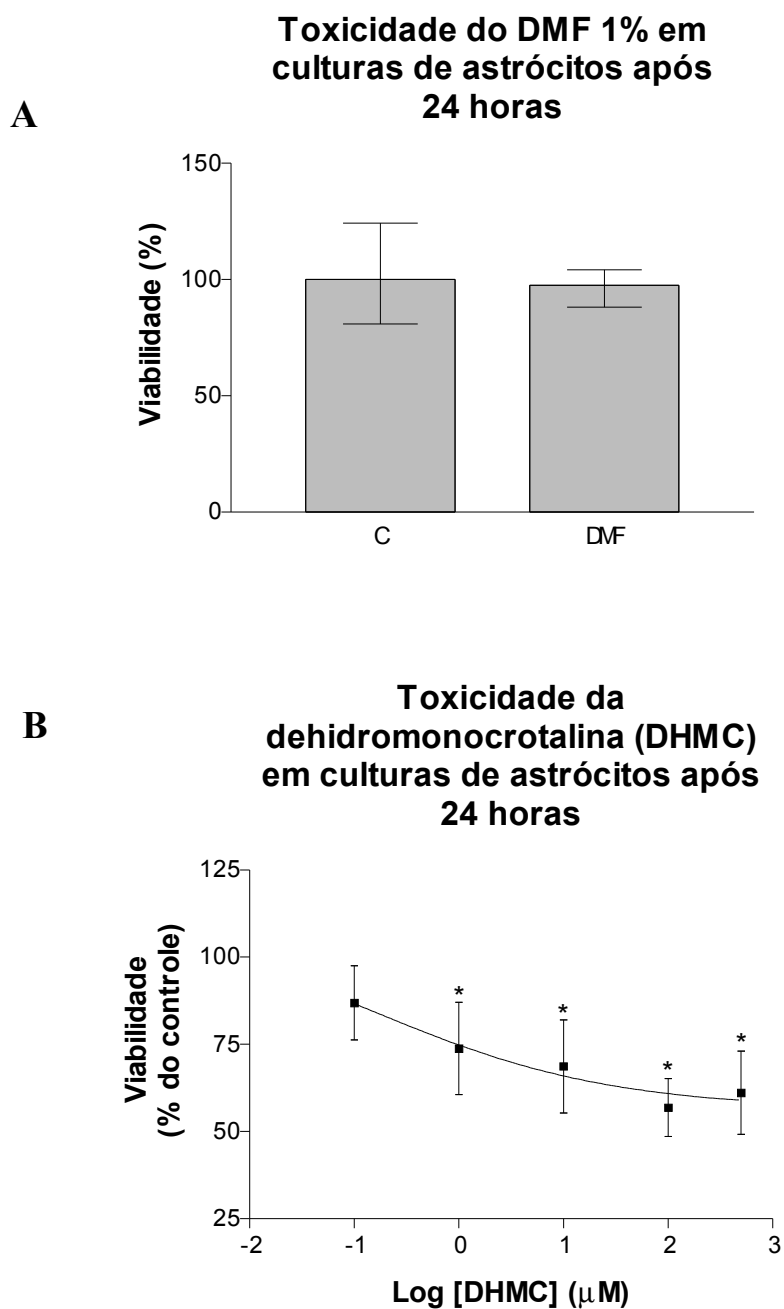 A
Toxicidade do DMF 1% em
culturas de astrócitos após
24 horas
Viabilidade (%)
150
100
50
0
C DMF
B
Toxicidade da
dehidromonocrotalina (DHMC)
em culturas de astrócitos após
24 horas
Viabilidade
(% do controle)
125
100
75
50
25
* * * *
-2 -1 0 1 2 3
Log [DHMC] (µM)